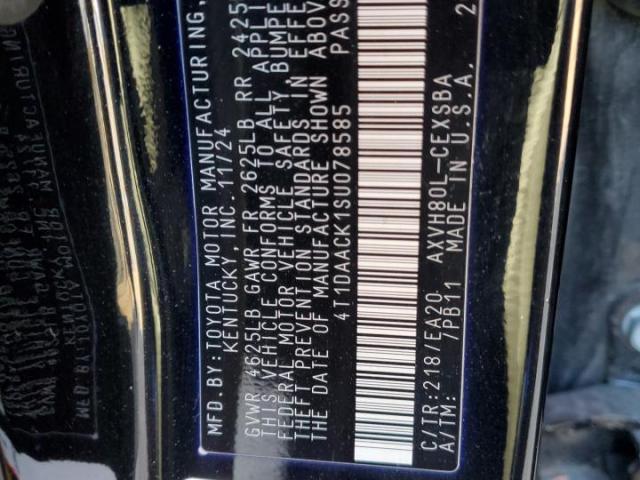 MFD. BY: TOYOTA MOTOR MANUFACTURING,
KENTUCKY, INC. 11/24
GVWR 4625LB GAWR FR 2625LB RR 2425
THIS VEHICLE CONFORMS TO ALL APPLI
FEDERAL MOTOR VEHICLE SAFETY BUMPE
THEFT PREVENTION STANDARDS IN EFFE
THE DATE OF MANUFACTURE SHOWN ABOV
4T1DAACK1SU078585 PASS
C/TR: 218/EA20 AXVH80L-CEXSBA
A/TM: /PB11 MADE IN U.S.A. 2